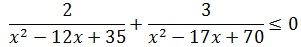 2/(x² − 12x + 35) + 3/(x² − 17x + 70) ≤ 0